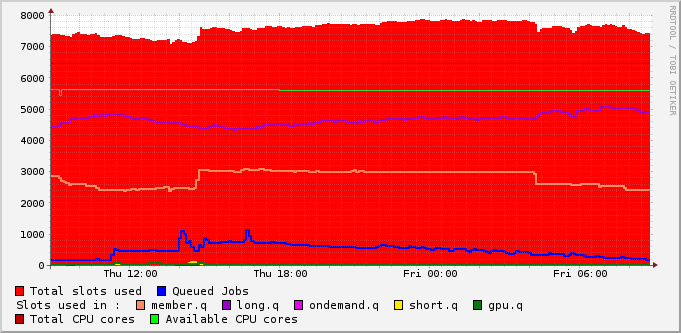 8000
7000
6000
5000
4000
3000
2000
1000
0
Thu 12:00 Thu 18:00 Fri 00:00 Fri 06:00
Total slots used Queued Jobs
Slots used in : member.q long.q ondemand.q short.q gpu.q
Total CPU cores Available CPU cores
RRDTOOL / TOBI OETIKER